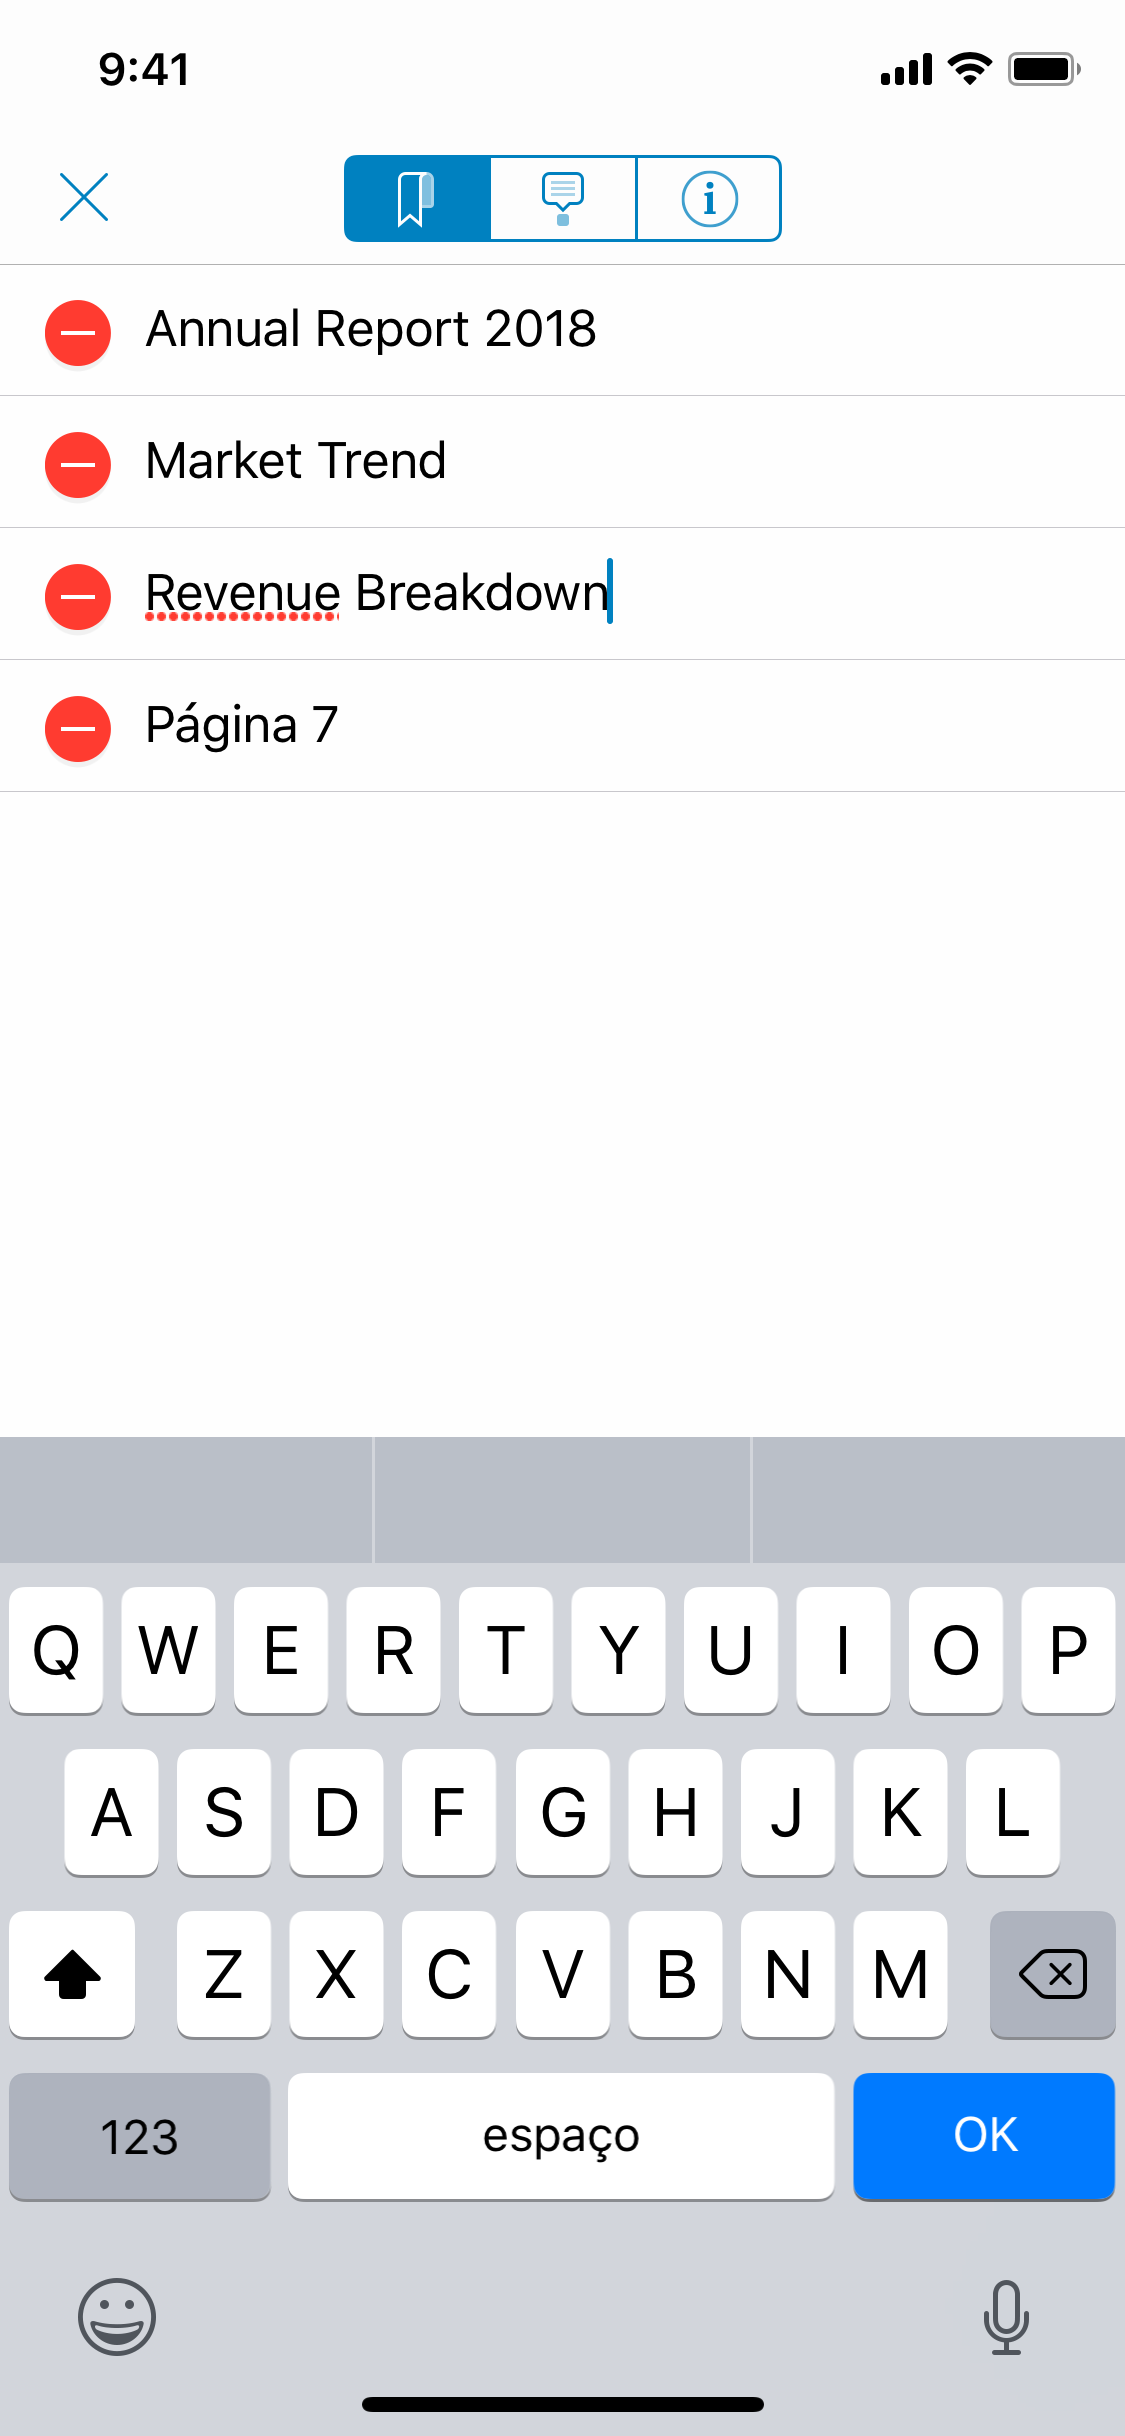 9:41
Annual Report 2018
Market Trend
Revenue Breakdown
Página 7
Q W E R T Y U I O P
A S D F G H J K L
Z X C V B N M
123 espaço OK